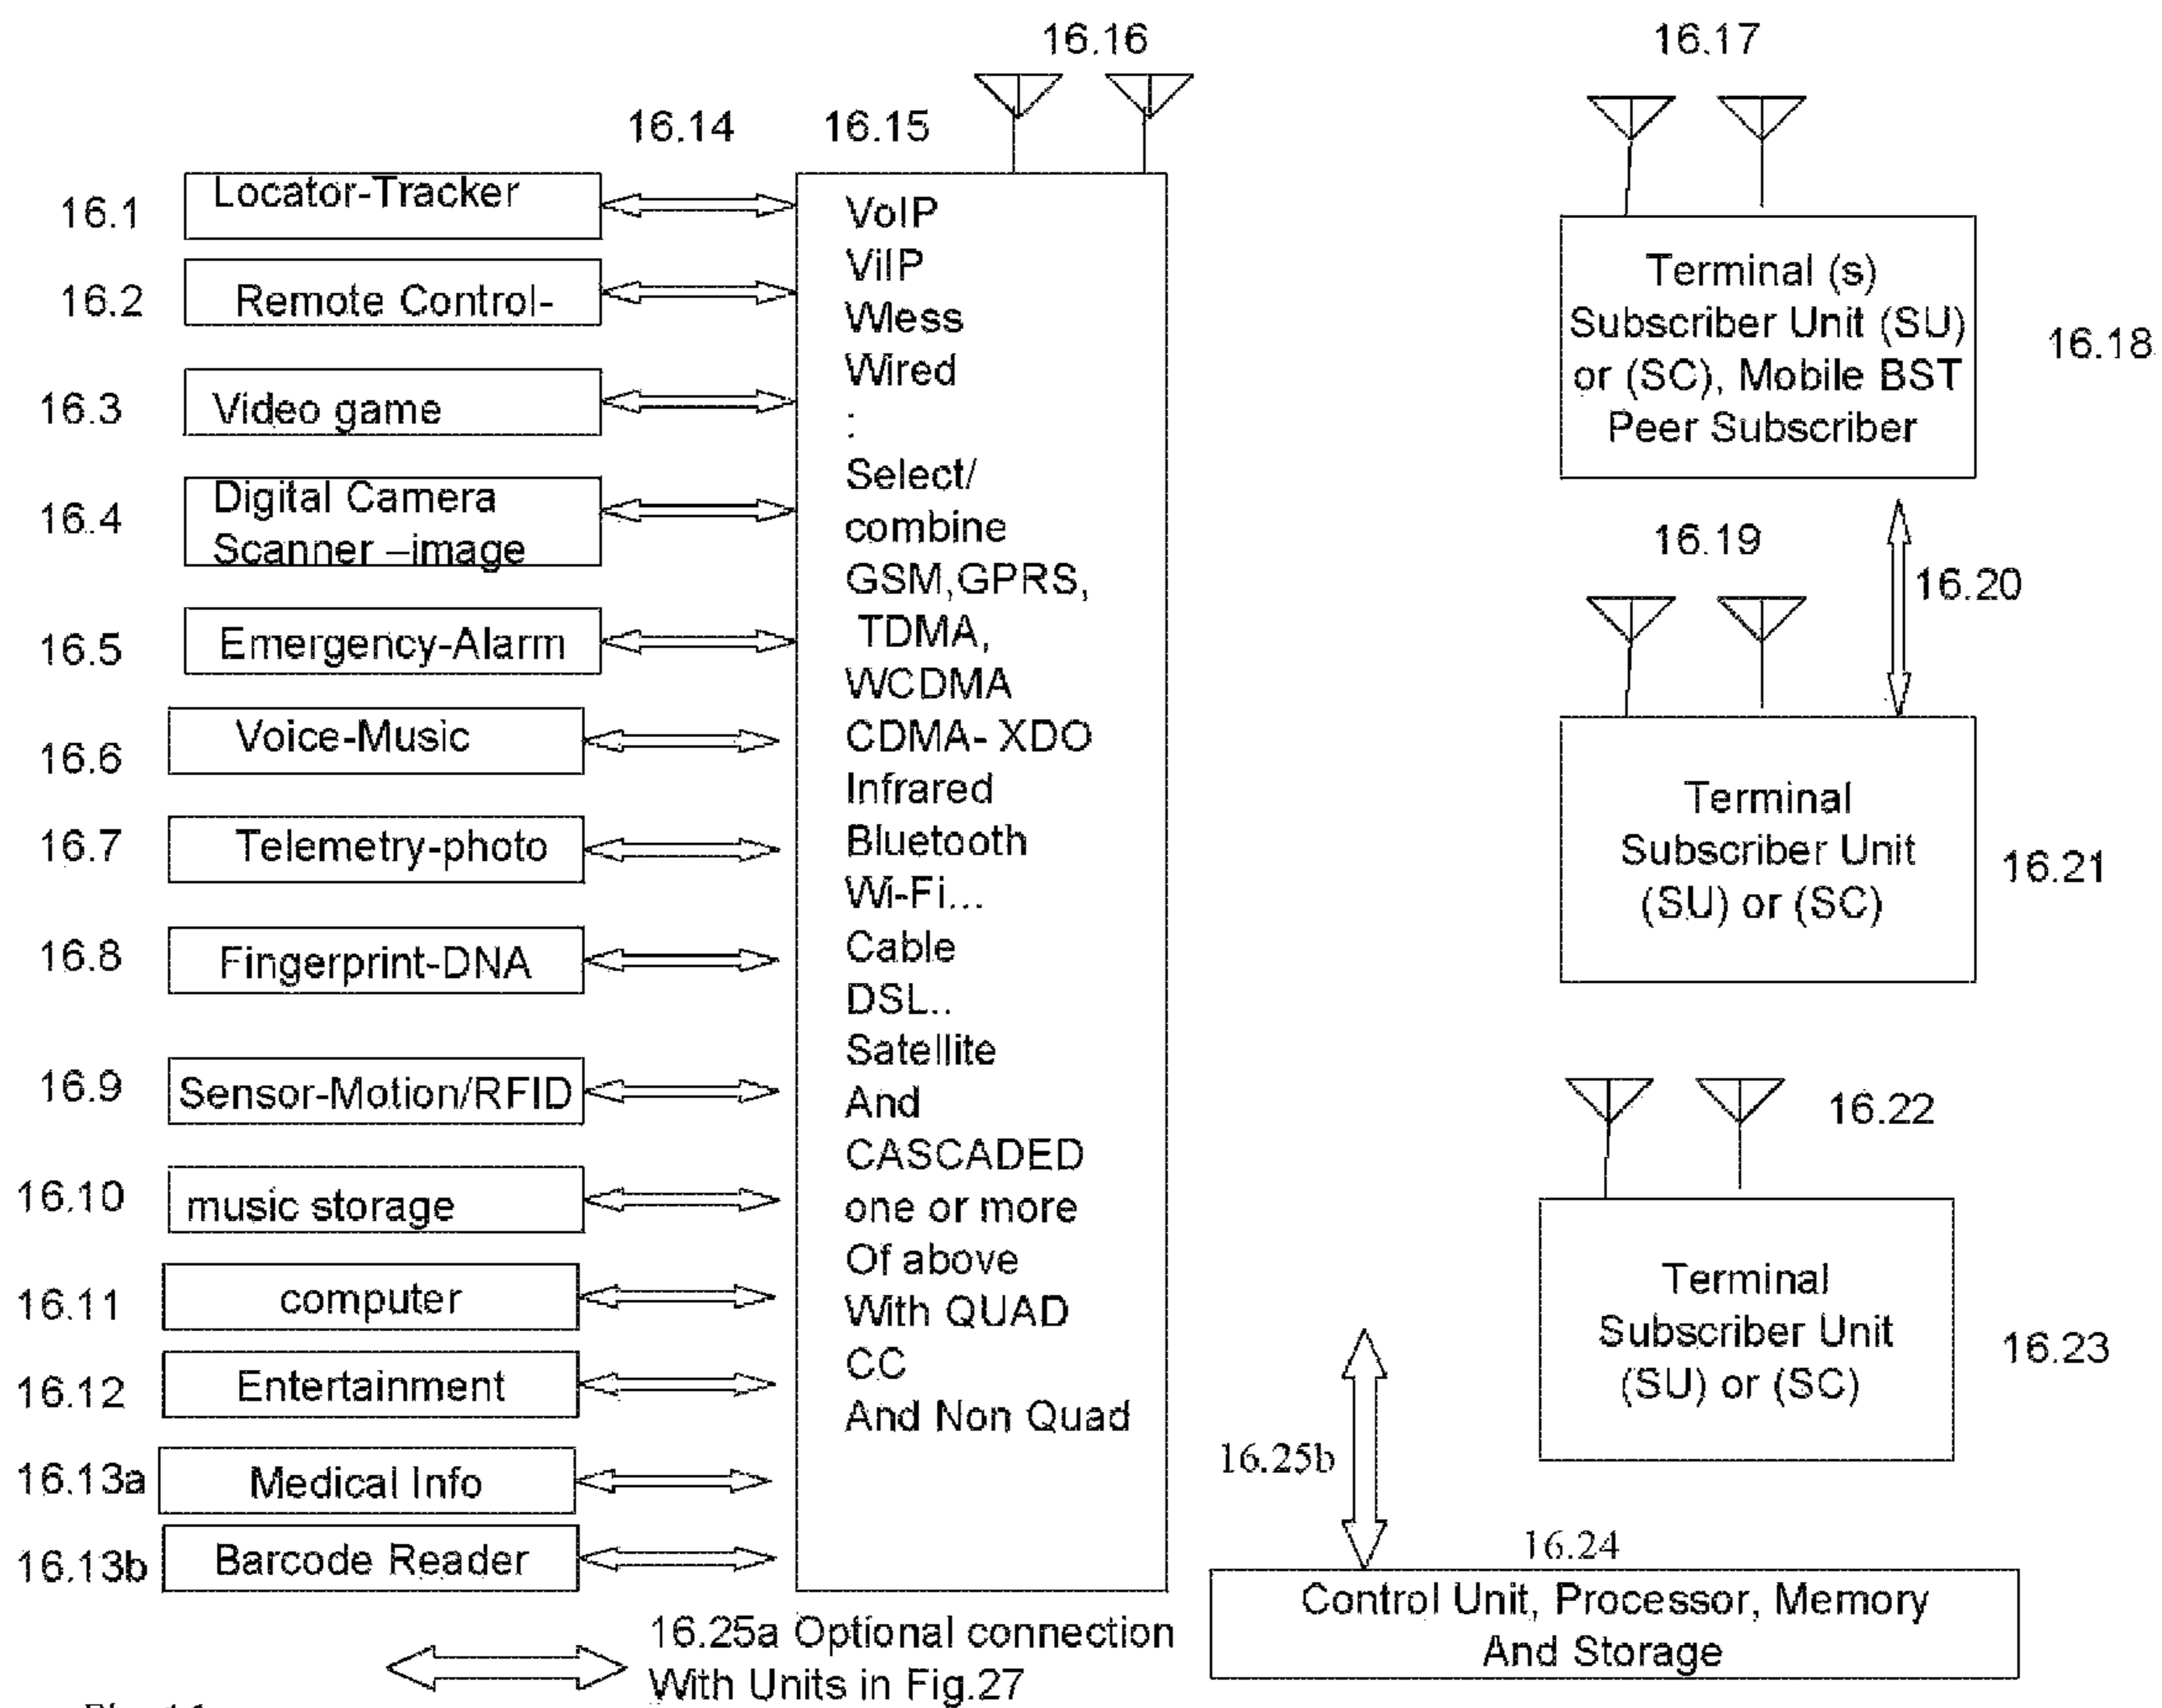 16.16
16.17
16.14
16.15
16.1
Locator-Tracker
16.2
Remote Control-
16.3
Video game
16.4
Digital Camera
Scanner –image
16.5
Emergency-Alarm
16.6
Voice-Music
16.7
Telemetry-photo
16.8
Fingerprint-DNA
16.9
Sensor-Motion/RFID
16.10
music storage
16.11
computer
16.12
Entertainment
16.13a
Medical Info
16.13b
Barcode Reader
VoIP
ViIP
Wless
Wired
:
Select/
combine
GSM,GPRS,
TDMA,
WCDMA
CDMA- XDO
Infrared
Bluetooth
Wi-Fi...
Cable
DSL..
Satellite
And
CASCADED
one or more
Of above
With QUAD
CC
And Non Quad
Terminal (s)
Subscriber Unit (SU)
or (SC), Mobile BST
Peer Subscriber
16.18
16.19
16.20
Terminal
Subscriber Unit
(SU) or (SC)
16.21
16.22
Terminal
Subscriber Unit
(SU) or (SC)
16.23
16.25b
16.24
Control Unit, Processor, Memory
And Storage
16.25a Optional connection
With Units in Fig.27